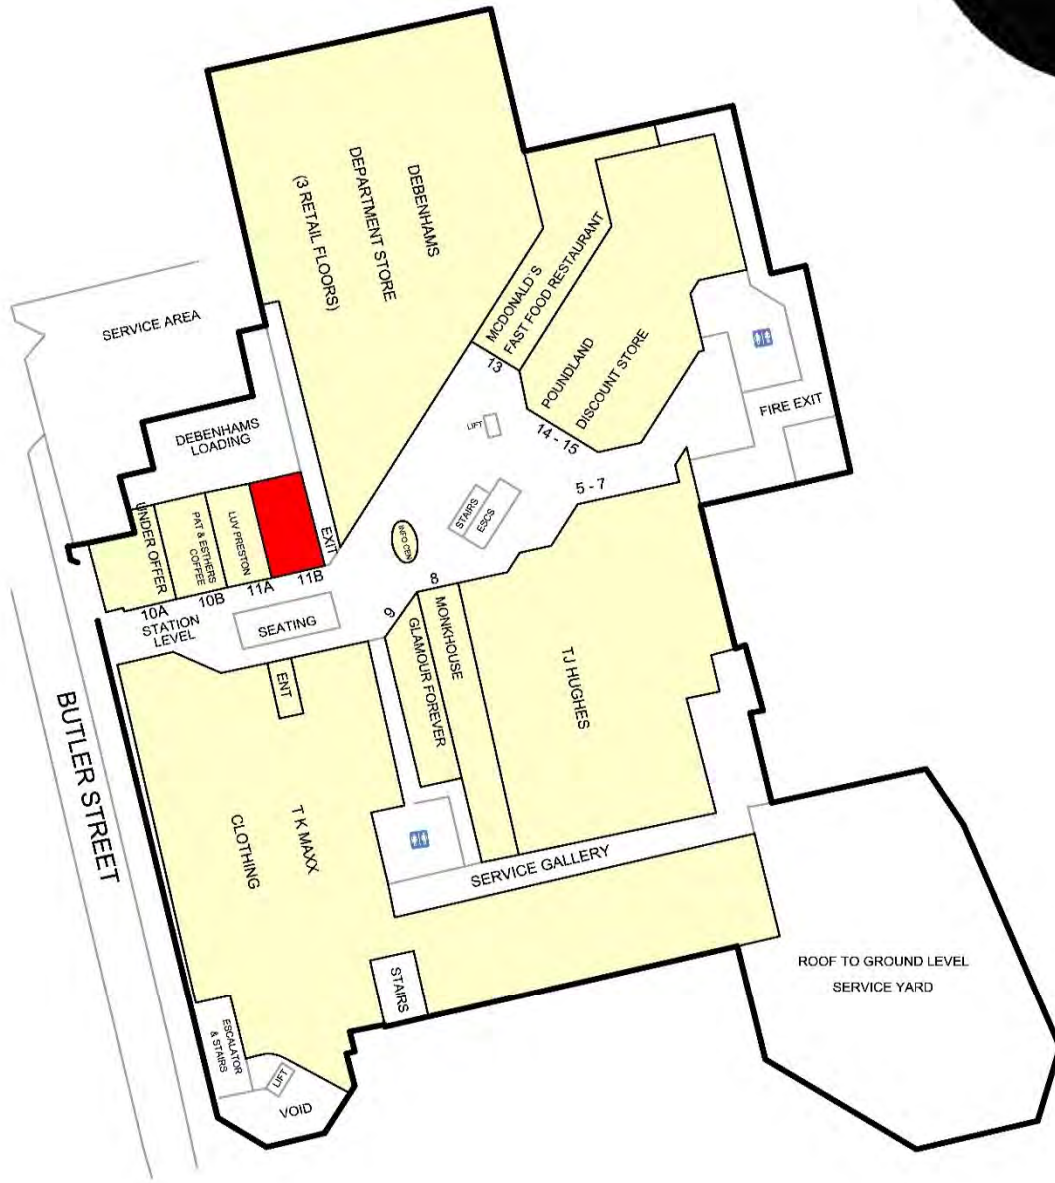 DEBENHAMS
DEPARTMENT STORE
(3 RETAIL FLOORS)
MCDONALD'S
FAST FOOD RESTAURANT
13
POUNDLAND
DISCOUNT STORE
14 - 15
SERVICE AREA
DEBENHAMS
LOADING
FIRE EXIT
LIFT
5 - 7
STAIRS
ESCS
INFO CEN
EXIT
UNDER OFFER
PAT & ESTHERS
COFFEE
LUV PRESTON
10A
10B
11A
11B
STATION
LEVEL
SEATING
8
9
MONKHOUSE
GLAMOUR FOREVER
TJ HUGHES
ENT
BUTLER STREET
T K MAXX
CLOTHING
SERVICE GALLERY
STAIRS
ROOF TO GROUND LEVEL
SERVICE YARD
ESCALATOR
& STAIRS
LIFT
VOID